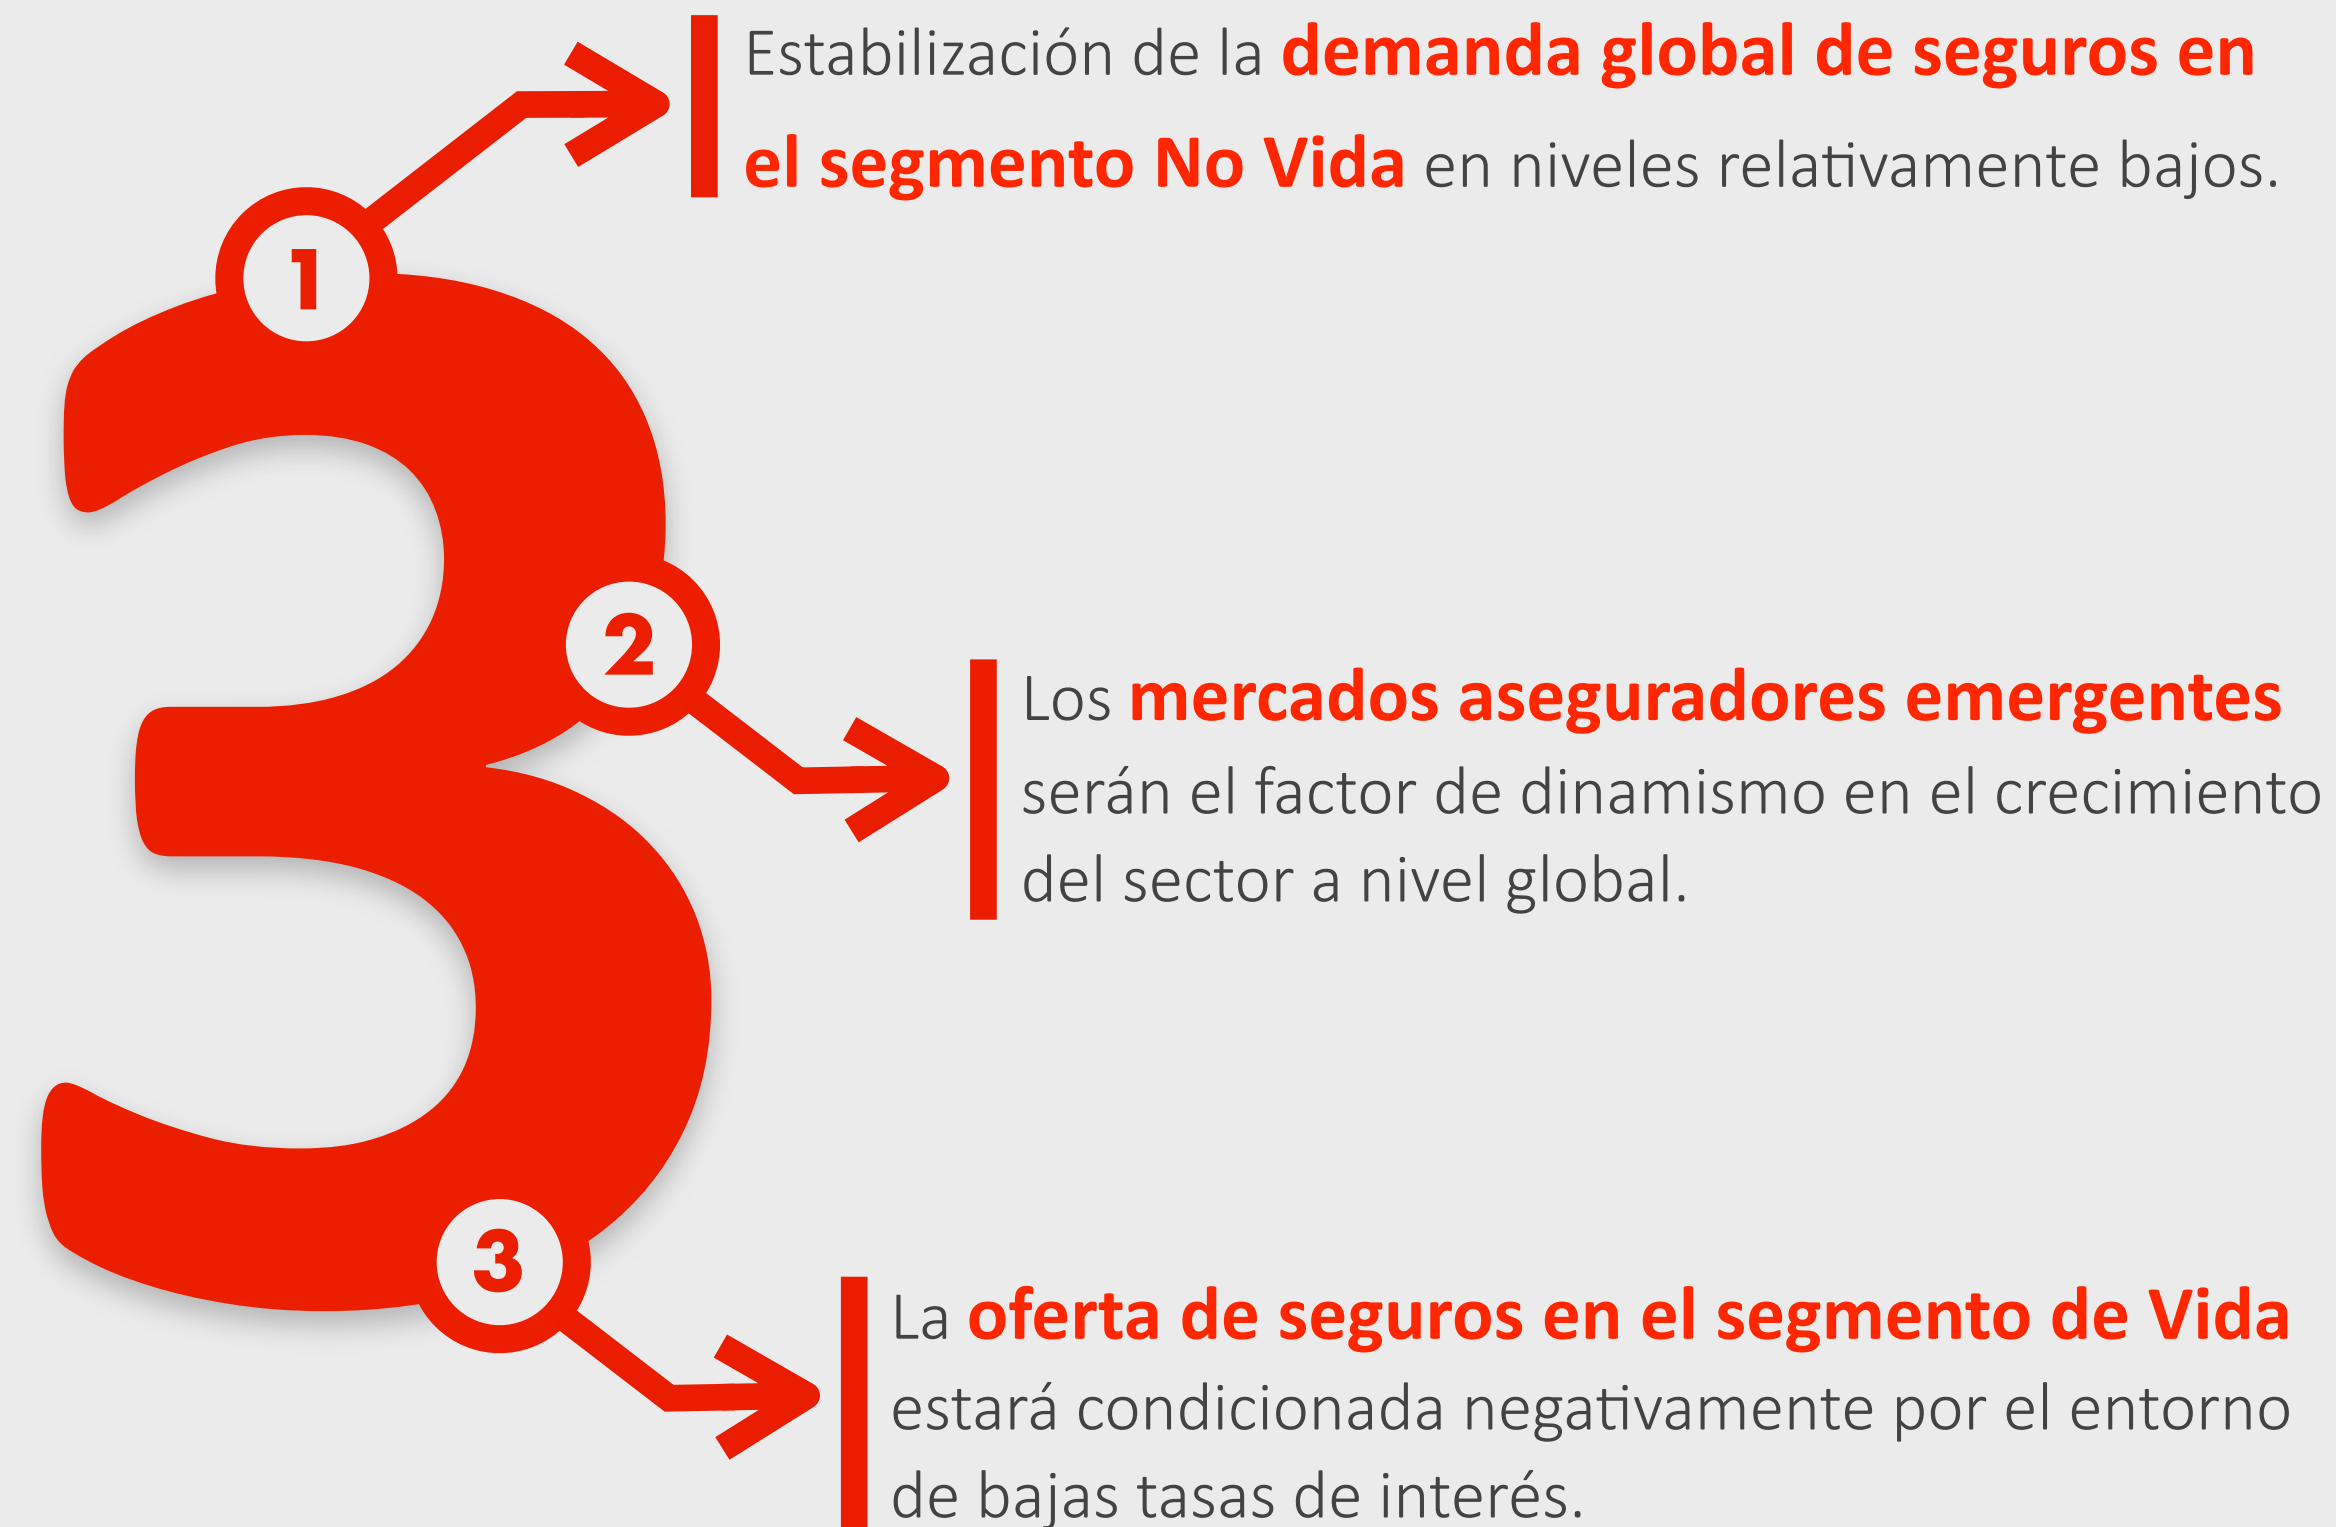 Estabilización de la demanda global de seguros en
el segmento No Vida en niveles relativamente bajos.
1
3
2
Los mercados aseguradores emergentes
serán el factor de dinamismo en el crecimiento
del sector a nivel global.
3
La oferta de seguros en el segmento de Vida
estará condicionada negativamente por el entorno
de bajas tasas de interés.